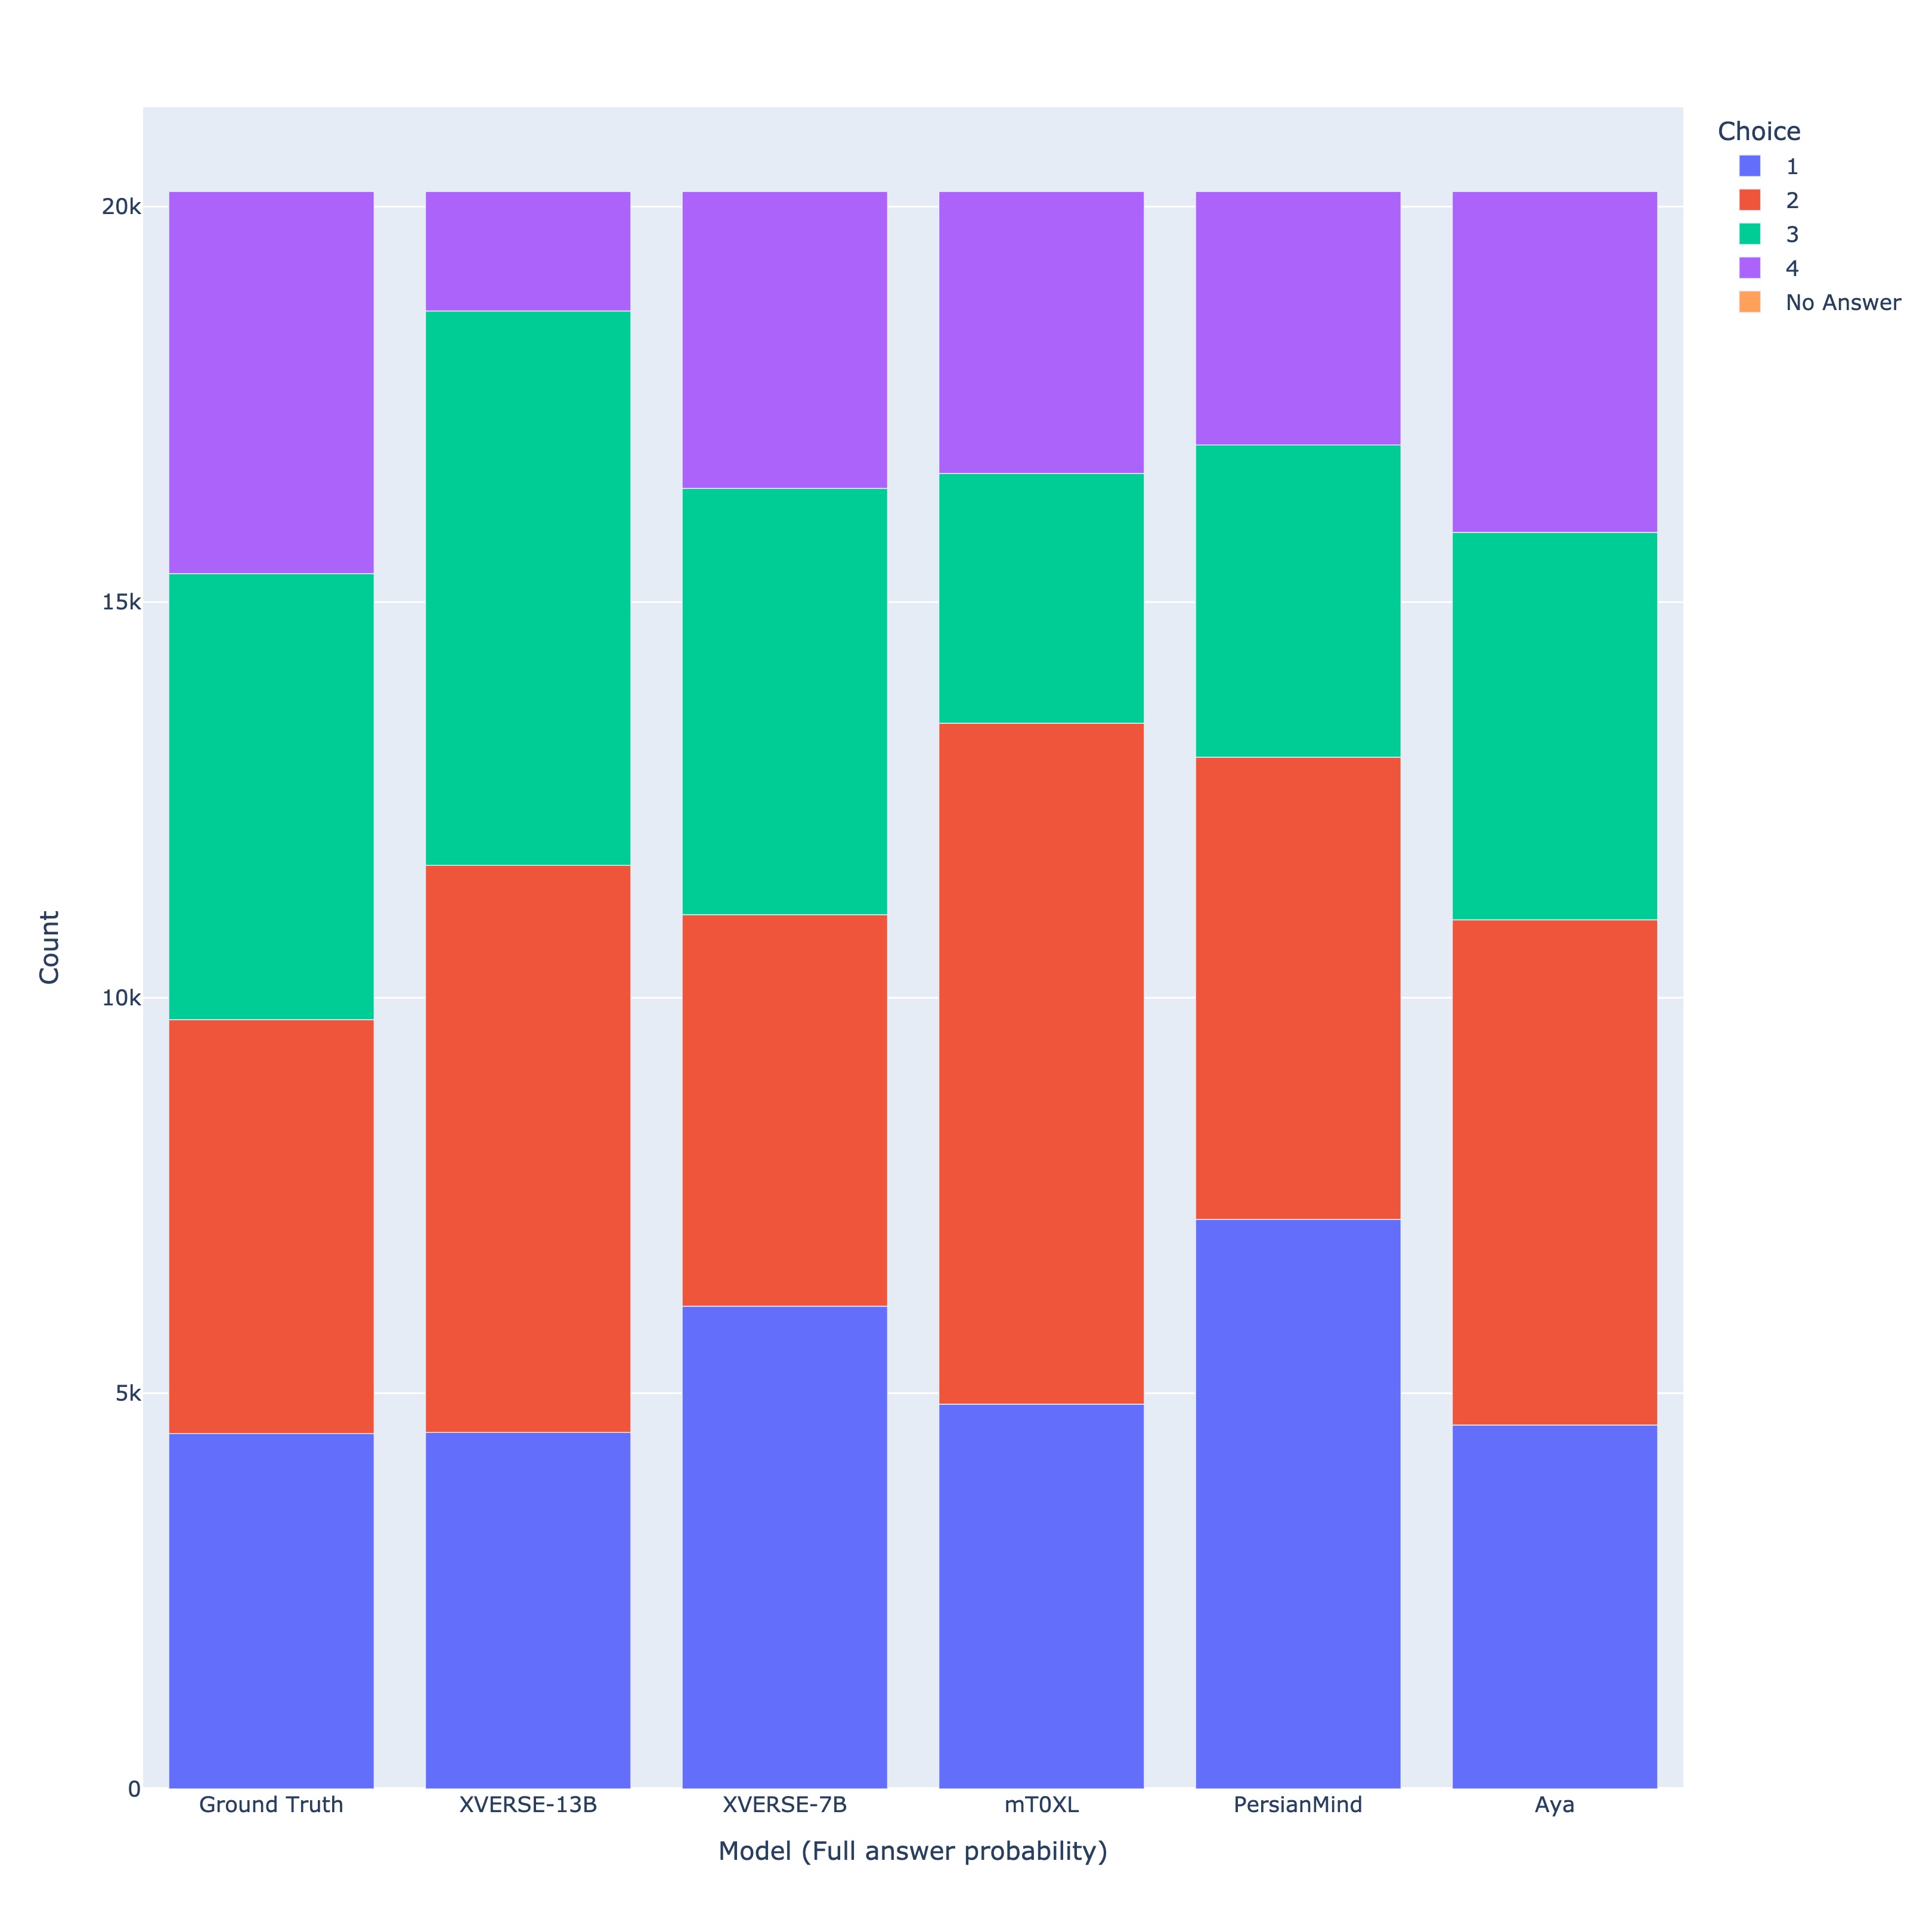 Choice
1
2
3
4
No Answer
20k
15k
10k
5k
0
Count
Ground Truth
XVERSE-13B
XVERSE-7B
mT0XL
PersianMind
Aya
Model (Full answer probability)